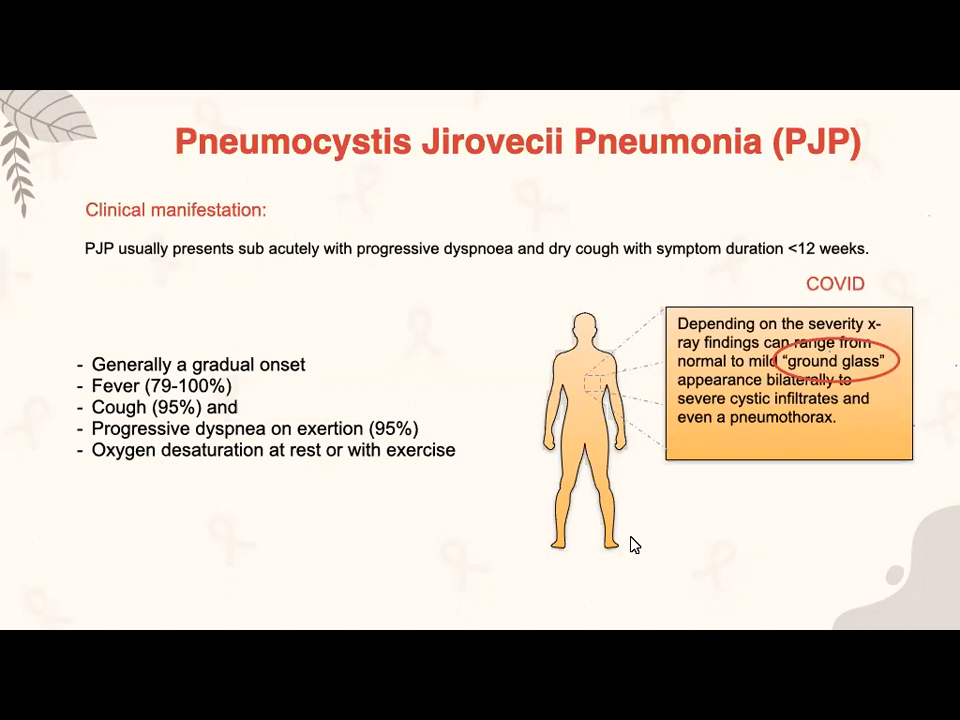 Pneumocystis Jirovecii Pneumonia (PJP)
Clinical manifestation:
PJP usually presents sub acutely with progressive dyspnoea and dry cough with symptom duration <12 weeks.
COVID
- Generally a gradual onset
- Fever (79-100%)
- Cough (95%) and
- Progressive dyspnea on exertion (95%)
- Oxygen desaturation at rest or with exercise
Depending on the severity x-
ray findings can range from
normal to mild “ground glass”
appearance bilaterally to
severe cystic infiltrates and
even a pneumothorax.